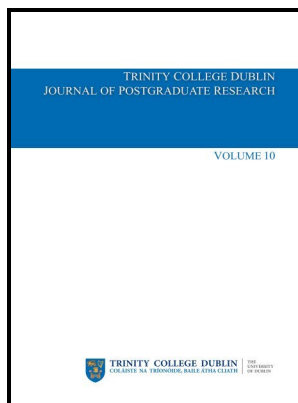 TRINITY COLLEGE DUBLIN
JOURNAL OF POSTGRADUATE RESEARCH
VOLUME 10
TRINITY COLLEGE DUBLIN
COLÁISTE NA TRÍONÓIDE, BAILE ÁTHA CLIATH
THE
UNIVERSITY
OF DUBLIN